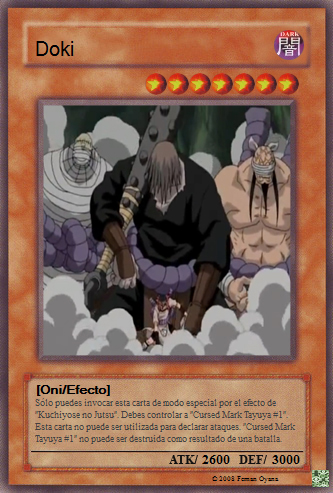 Doki
DARK
闇
[Oni/Efecto]
Sólo puedes invocar esta carta de modo especial por el efecto de
"Kuchiyose no Jutsu". Debes controlar a "Cursed Mark Tayuya #1".
Esta carta no puede ser utilizada para declarar ataques. "Cursed Mark
Tayuya #1" no puede ser destruida como resultado de una batalla.
ATK/ 2600 DEF/ 3000
©2008 Fernan Oyana